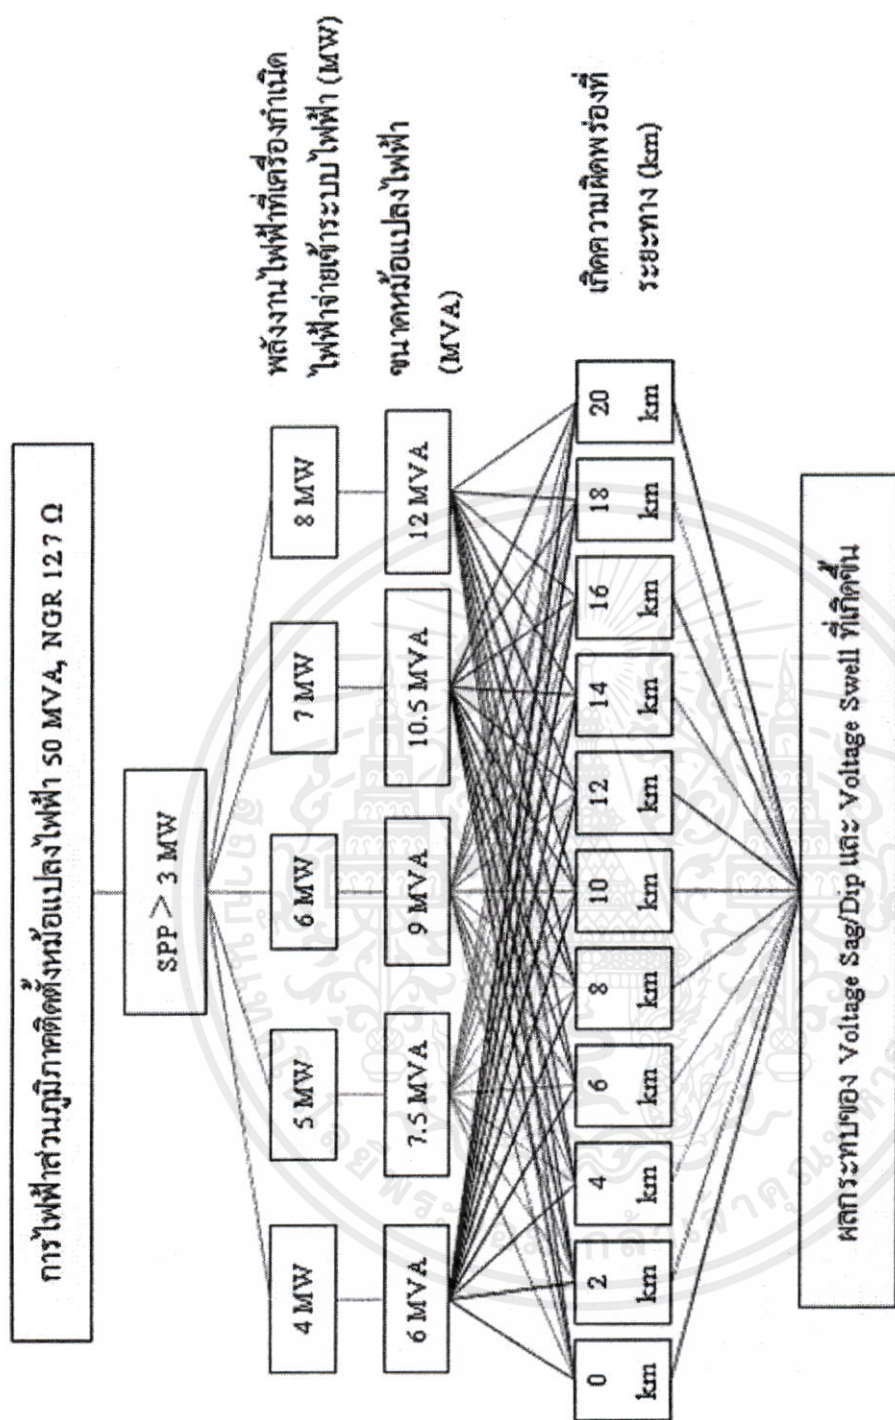 การไฟฟ้าส่วนภูมิภาคติดตั้งหม้อแปลงไฟฟ้า 50 MVA, NGR 12.7 Ω
SPP > 3 MW
4 MW
5 MW
6 MW
7 MW
8 MW
พลังงานไฟฟ้าที่เครื่องกำเนิด
ไฟฟ้าจ่ายเข้าระบบไฟฟ้า (MW)
6 MVA
7.5 MVA
9 MVA
10.5 MVA
12 MVA
ขนาดหม้อแปลงไฟฟ้า
(MVA)
0
km
2
km
4
km
6
km
8
km
10
km
12
km
14
km
16
km
18
km
20
km
เกิดความผิดพร่องที่
ระยะทาง (km)
ผลกระทบของ Voltage Sag/Dip และ Voltage Swell ที่เกิดขึ้น